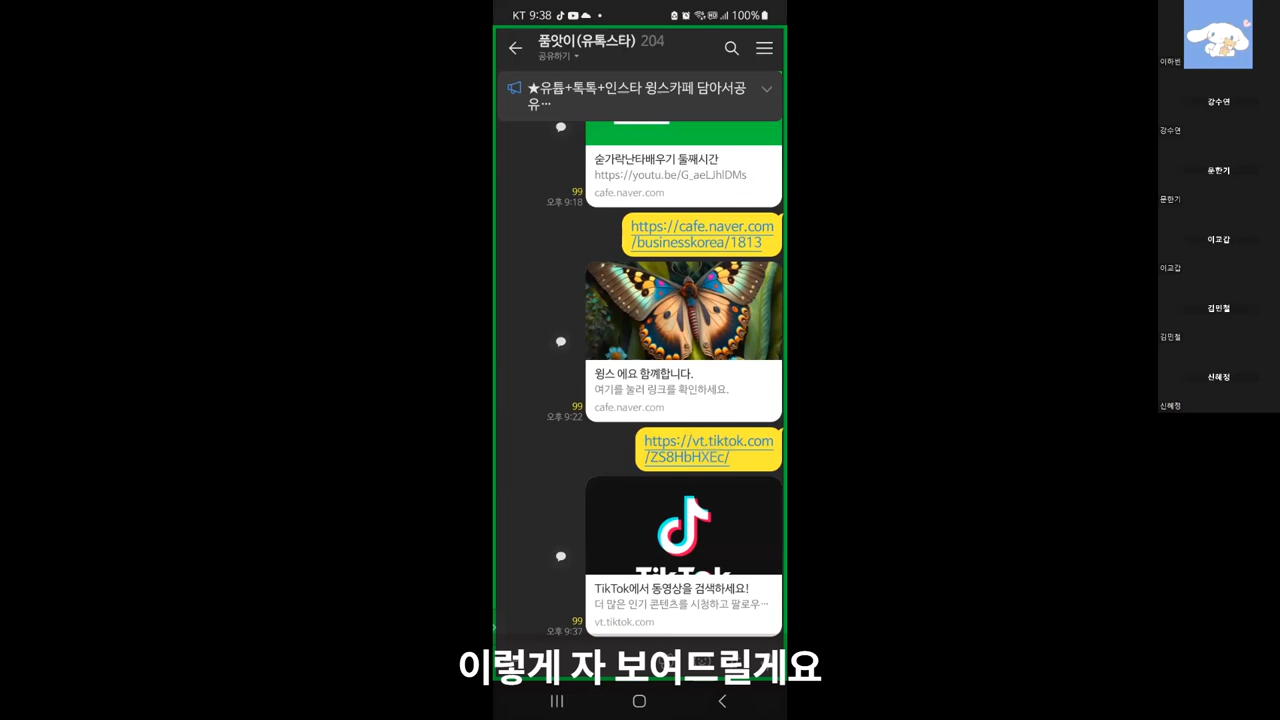 KT 9:38
100%
품앗이(유톡스타) 204
공유하기
★유튭+톡톡+인스타 윙스카페 담아서공
유…
숟가락난타배우기 둘째시간
https://youtu.be/G_aeLJhlDMs
cafe.naver.com
99
오후 9:18
https://cafe.naver.com
/businesskorea/1813
윙스 에요 함께합니다.
여기를 눌러 링크를 확인하세요.
cafe.naver.com
99
오후 9:22
https://vt.tiktok.com
/ZS8HbHXEc/
TikTok
TikTok에서 동영상을 검색하세요!
더 많은 인기 콘텐츠를 시청하고 팔로우…
vt.tiktok.com
99
오후 9:37
이렇게 자 보여드릴게요
이하빈
강수연
강수연
문한기
문한기
이교갑
이교갑
김민철
김민철
신혜정
신혜정